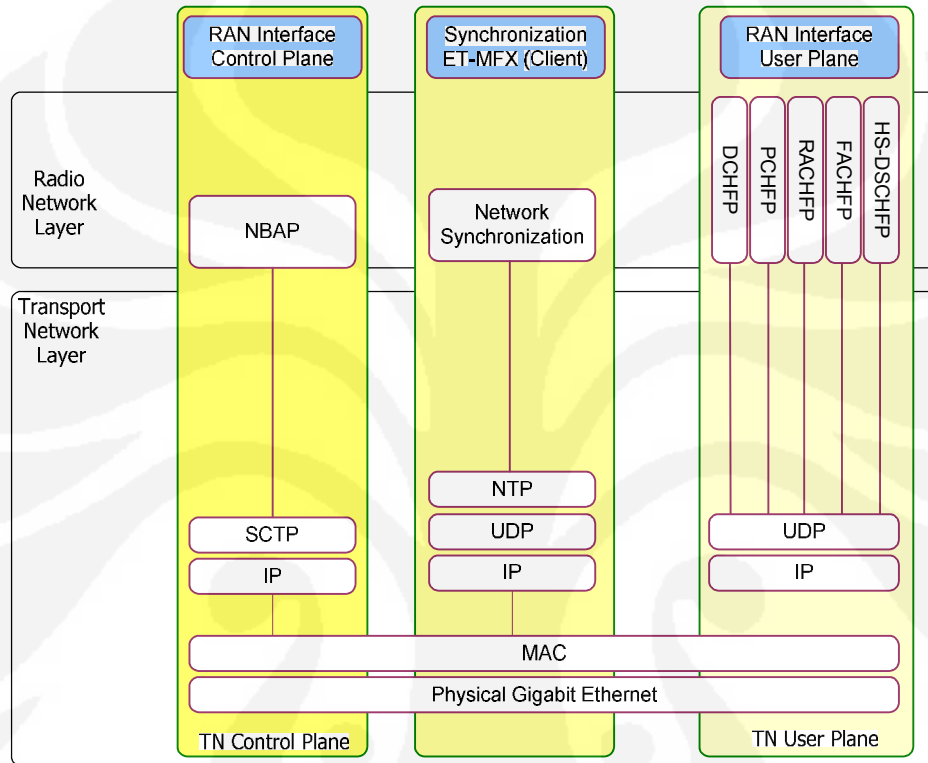 RAN Interface
Control Plane
Synchronization
ET-MFX (Client)
RAN Interface
User Plane
Radio
Network
Layer
NBAP
Network
Synchronization
DCHFP
PCHFP
RACHFP
FACHFP
HS-DSCHFP
Transport
Network
Layer
NTP
SCTP
UDP
UDP
IP
IP
IP
MAC
Physical Gigabit Ethernet
TN Control Plane
TN User Plane